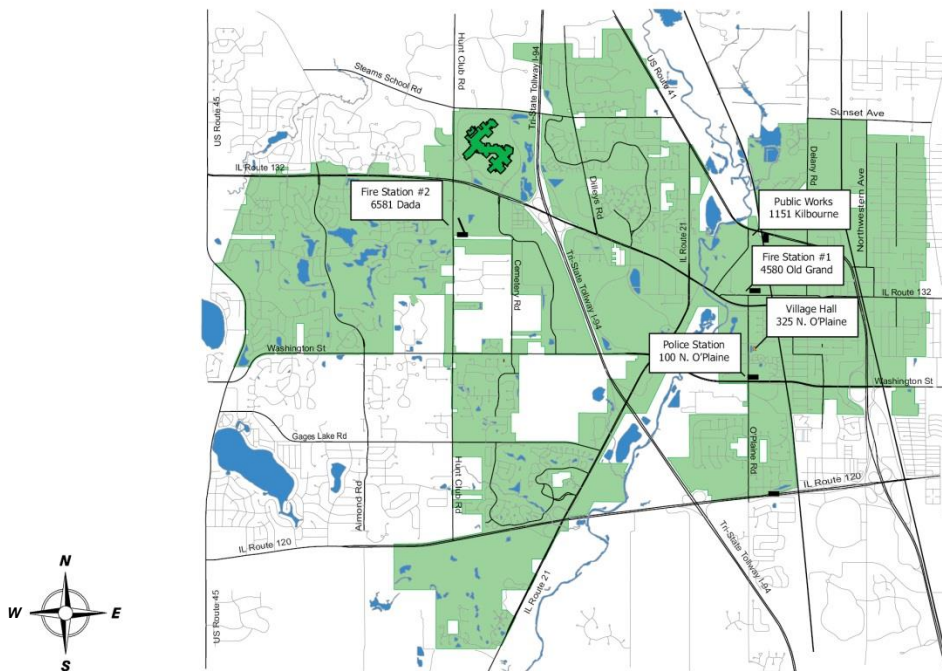 Hunt Club Rd
Tri-State Tollway I-94
US Route 41
Stearns School Rd
US Route 45
Sunset Ave
IL Route 132
Dilleys Rd
Delany Rd
Northwestern Ave
Fire Station #2
6581 Dada
Public Works
1151 Kilbourne
IL Route 21
Fire Station #1
4580 Old Grand
Cemetery Rd
Tri-State Tollway I-94
IL Route 132
Village Hall
325 N. O'Plaine
Police Station
100 N. O'Plaine
Washington St
Washington St
Gages Lake Rd
Almond Rd
Hunt Club Rd
O'Plaine Rd
IL Route 120
IL Route 120
Tri-State Tollway I-94
IL Route 21
US Route 45
N
W
E
S